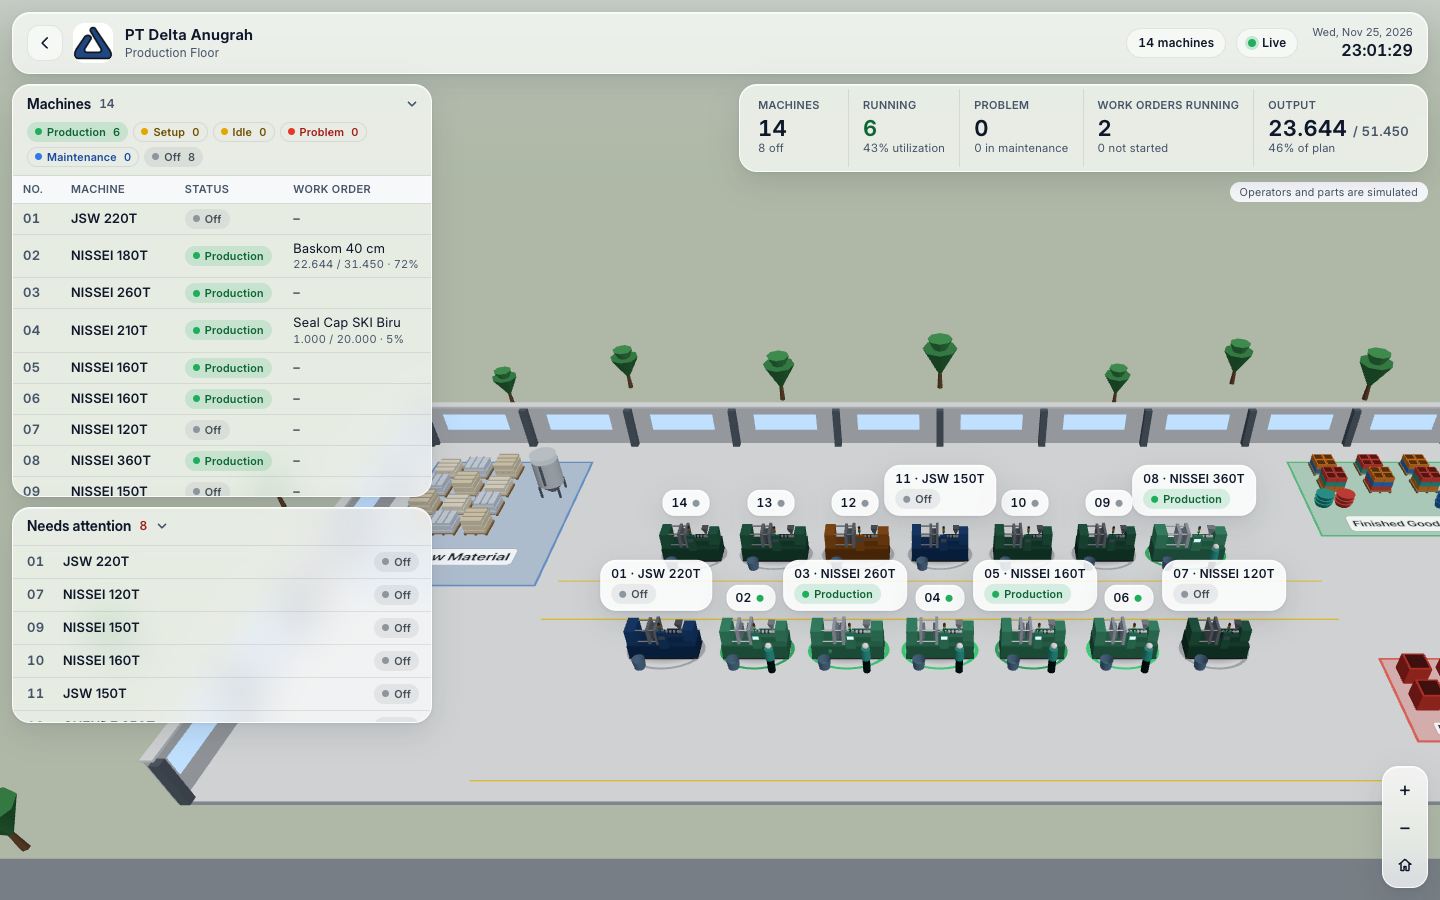 PT Delta Anugrah
Production Floor
14 machines
Live
Wed, Nov 25, 2026
23:01:29
Machines 14
Production 6
Setup 0
Idle 0
Problem 0
Maintenance 0
Off 8
NO. MACHINE STATUS WORK ORDER
01 JSW 220T Off –
02 NISSEI 180T Production Baskom 40 cm
22.644 / 31.450 · 72%
03 NISSEI 260T Production –
04 NISSEI 210T Production Seal Cap SKI Biru
1.000 / 20.000 · 5%
05 NISSEI 160T Production –
06 NISSEI 160T Production –
07 NISSEI 120T Off –
08 NISSEI 360T Production –
09 NISSEI 150T Off –
Needs attention 8
01 JSW 220T Off
07 NISSEI 120T Off
09 NISSEI 150T Off
10 NISSEI 160T Off
11 JSW 150T Off
MACHINES
14
8 off
RUNNING
6
43% utilization
PROBLEM
0
0 in maintenance
WORK ORDERS RUNNING
2
0 not started
OUTPUT
23.644 / 51.450
46% of plan
Operators and parts are simulated
14
13
12
11 · JSW 150T
Off
10
09
08 · NISSEI 360T
Production
w Material
Finished Good
01 · JSW 220T
Off
02
03 · NISSEI 260T
Production
04
05 · NISSEI 160T
Production
06
07 · NISSEI 120T
Off
+
−